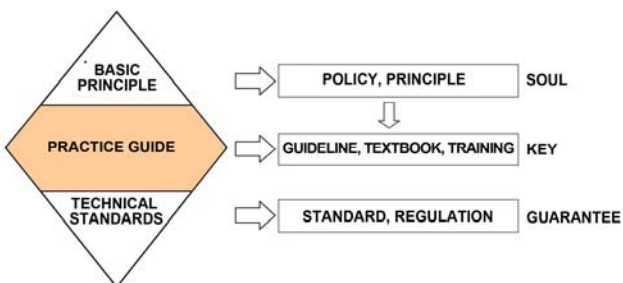 BASIC
PRINCIPLE
POLICY, PRINCIPLE
SOUL
PRACTICE GUIDE
GUIDELINE, TEXTBOOK, TRAINING
KEY
TECHNICAL
STANDARDS
STANDARD, REGULATION
GUARANTEE